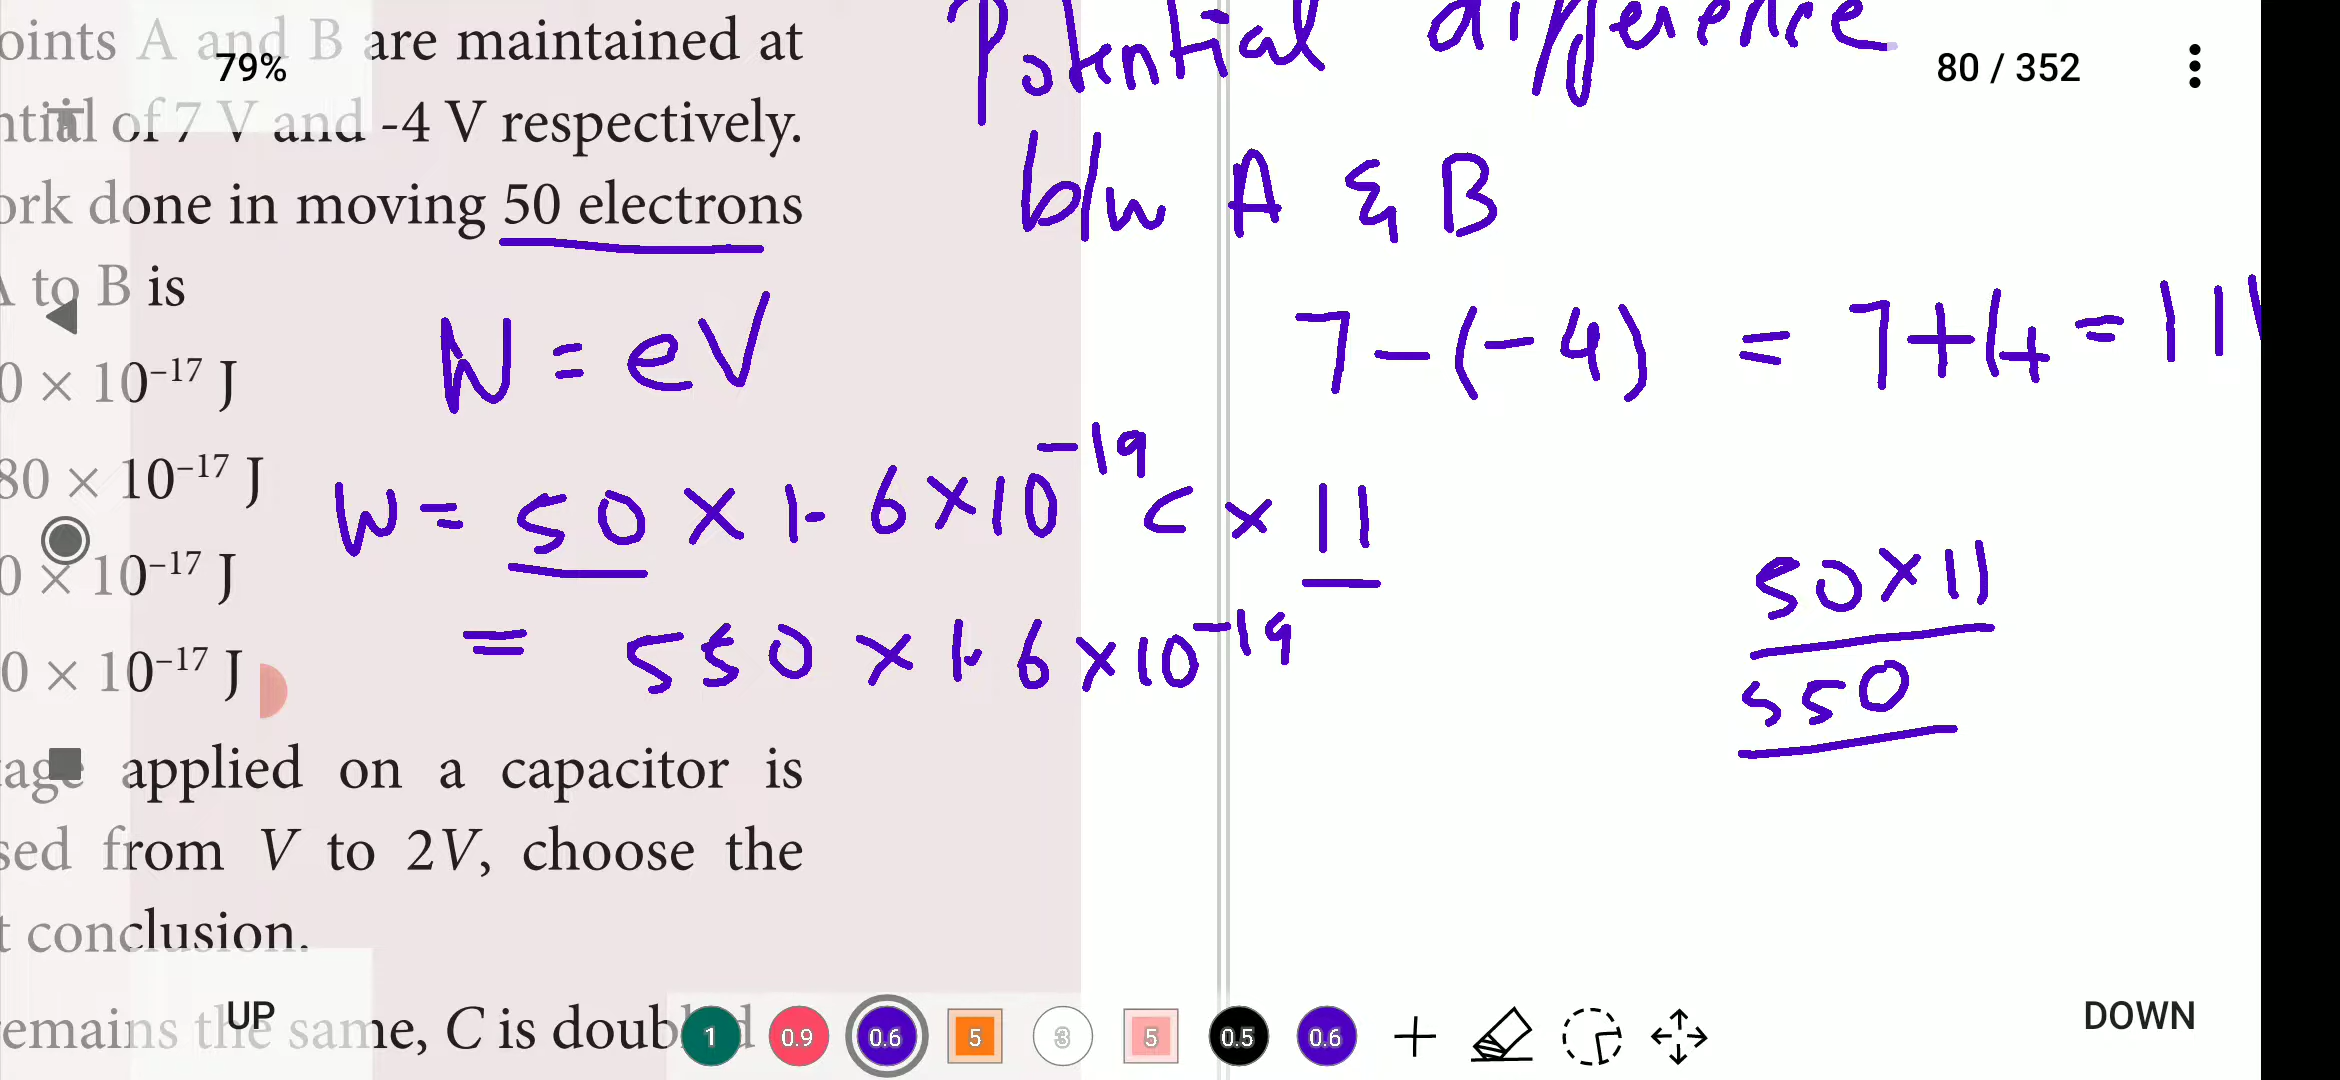 oints A and B are maintained at
ntial of 7 V and -4 V respectively.
ork done in moving 50 electrons
A to B is
0 × 10⁻¹⁷ J
80 × 10⁻¹⁷ J
0 × 10⁻¹⁷ J
0 × 10⁻¹⁷ J
age applied on a capacitor is
sed from V to 2V, choose the
t conclusion.
remains the same, C is doubled
79%
80 / 352
Potential difference
b/w A & B
7-(-4) = 7+4 = 11V
W = eV
W = 50 × 1.6×10⁻¹⁹ C × 11
= 550 × 1.6×10⁻¹⁹
50×11
550
UP
DOWN
1 0.9 0.6 5 3 5 0.5 0.6